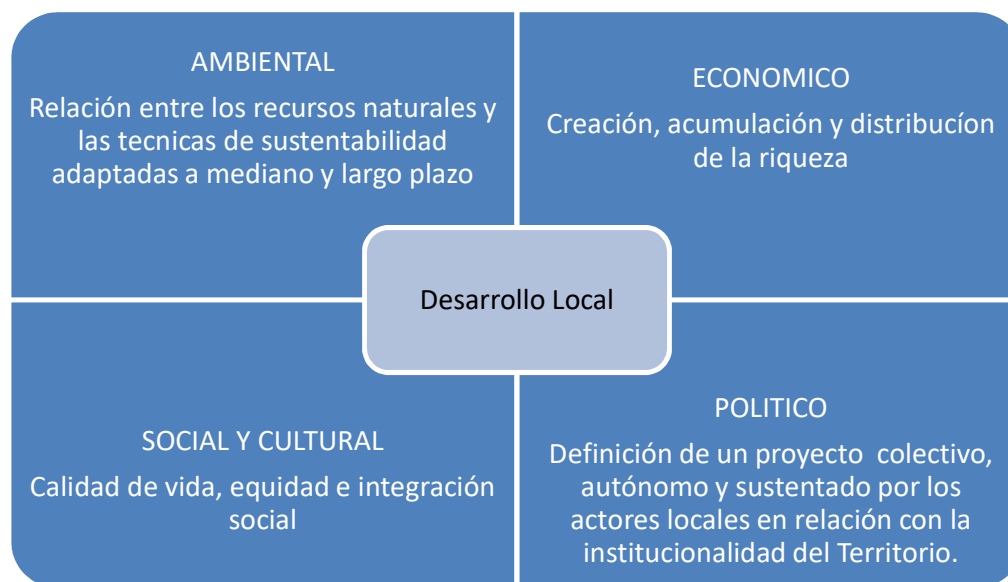 AMBIENTAL
Relación entre los recursos naturales y
las tecnicas de sustentabilidad
adaptadas a mediano y largo plazo
ECONOMICO
Creación, acumulación y distribucíon
de la riqueza
Desarrollo Local
SOCIAL Y CULTURAL
Calidad de vida, equidad e integración
social
POLITICO
Definición de un proyecto  colectivo,
autónomo y sustentado por los
actores locales en relación con la
institucionalidad del Territorio.